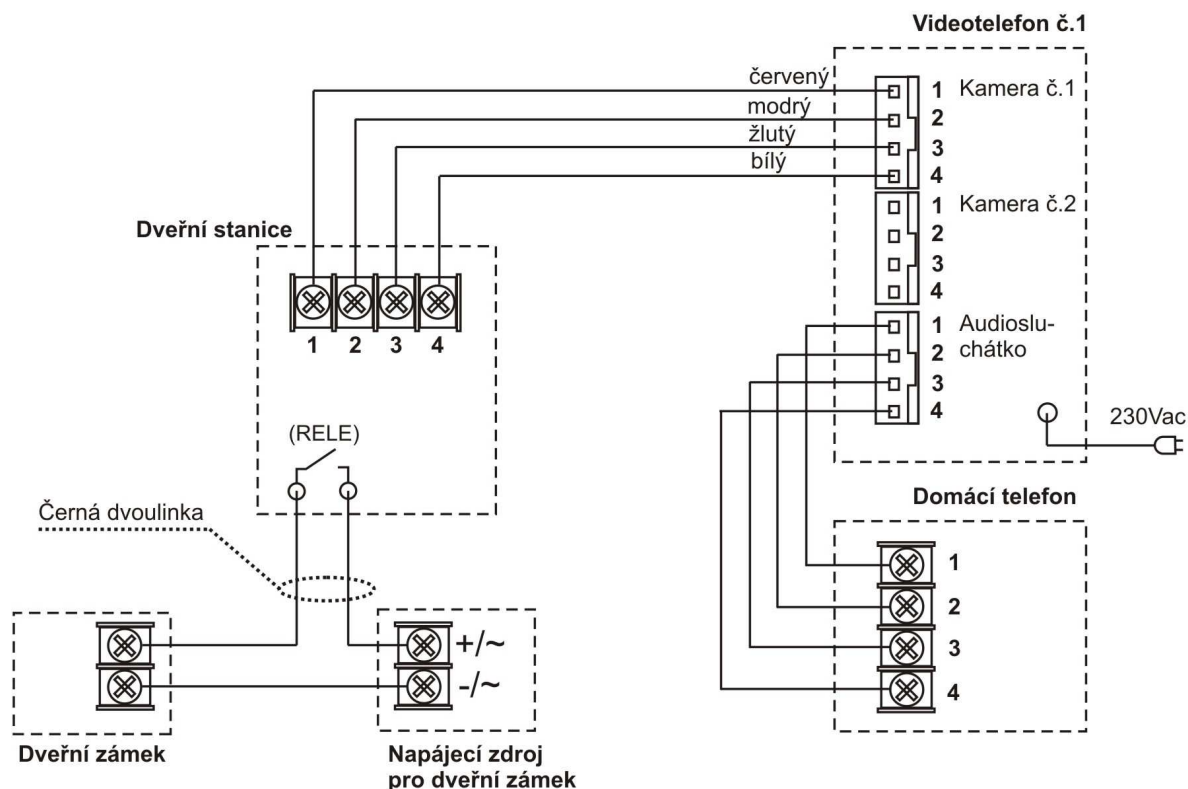 Videotelefon č.1
červený
modrý
žlutý
bílý
1 Kamera č.1
2
3
4
1 Kamera č.2
2
3
4
1 Audioslu-
chátko
2
3
4
230Vac
Dveřní stanice
1 2 3 4
(RELE)
Černá dvoulinka
Domácí telefon
1
2
3
4
+/~
-/~
Dveřní zámek
Napájecí zdroj
pro dveřní zámek